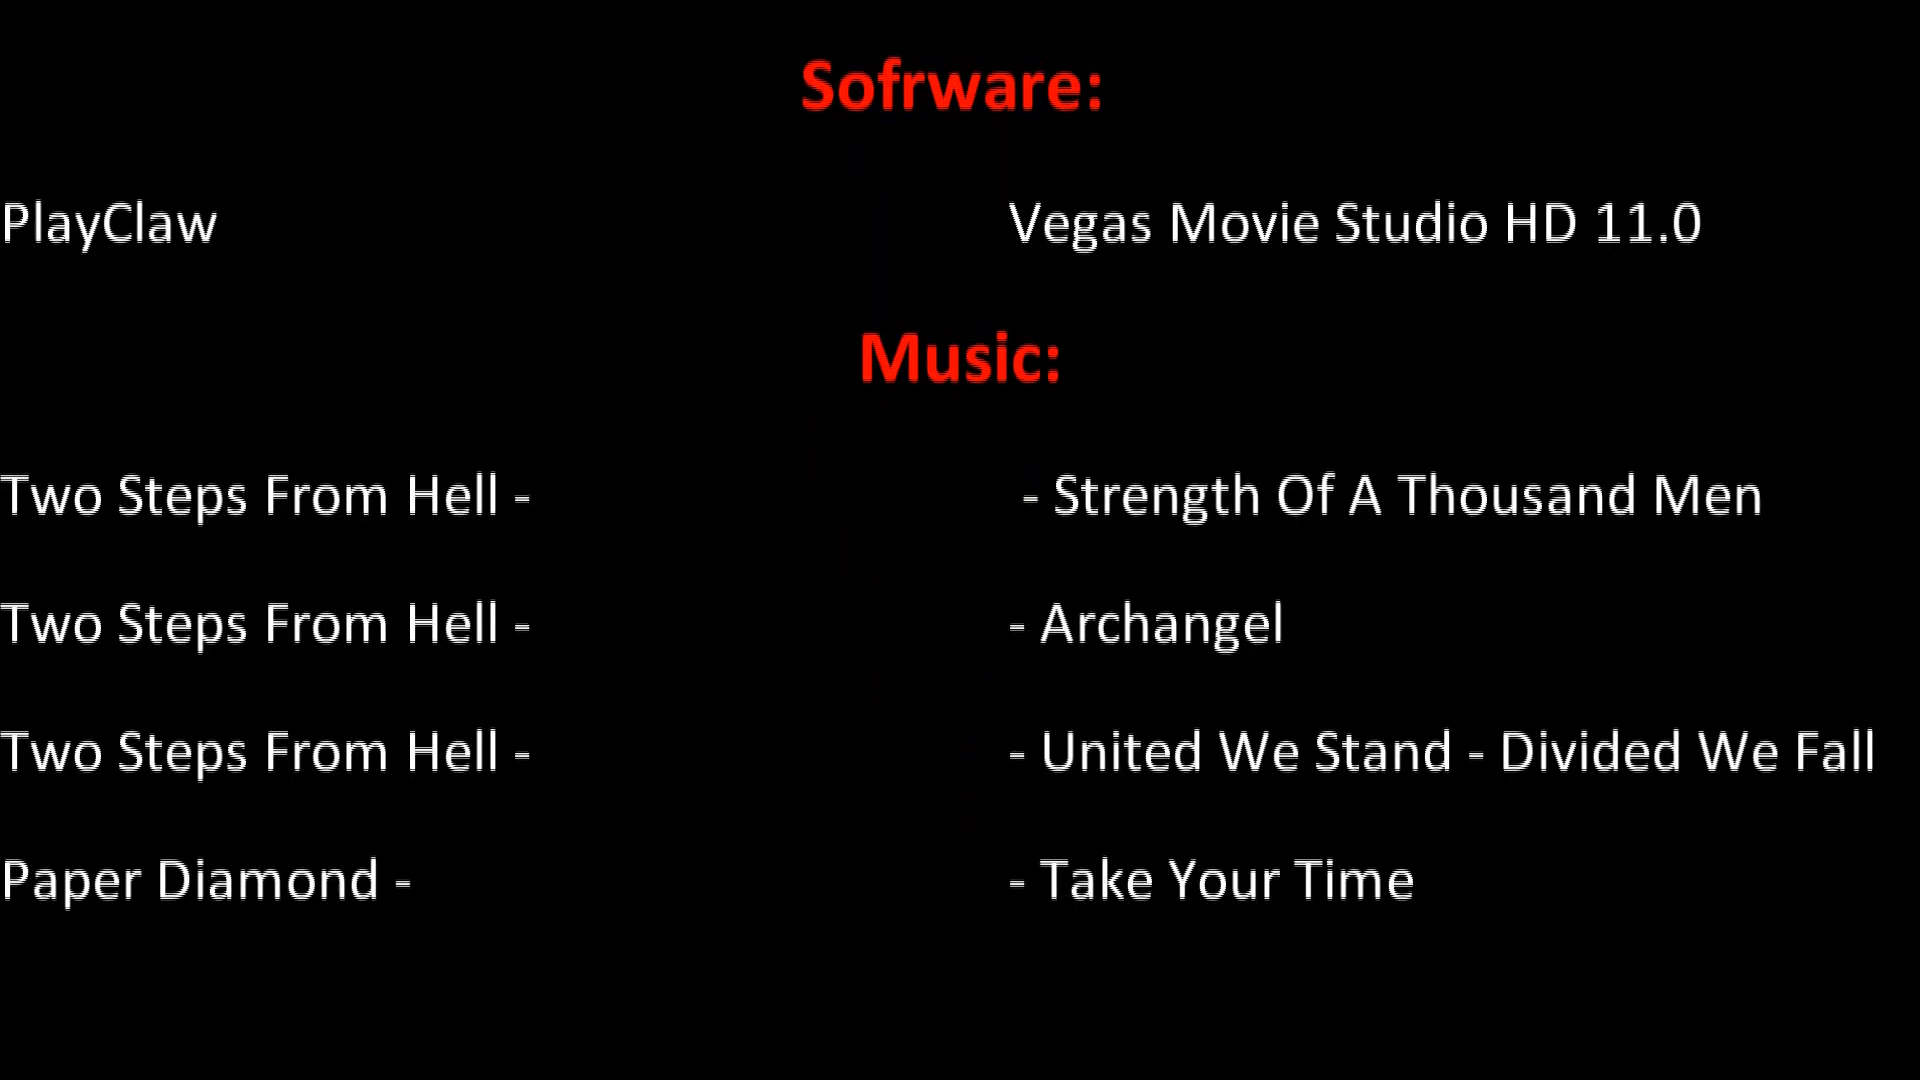 Sofrware:
PlayClaw Vegas Movie Studio HD 11.0
Music:
Two Steps From Hell - - Strength Of A Thousand Men
Two Steps From Hell - - Archangel
Two Steps From Hell - - United We Stand - Divided We Fall
Paper Diamond - - Take Your Time